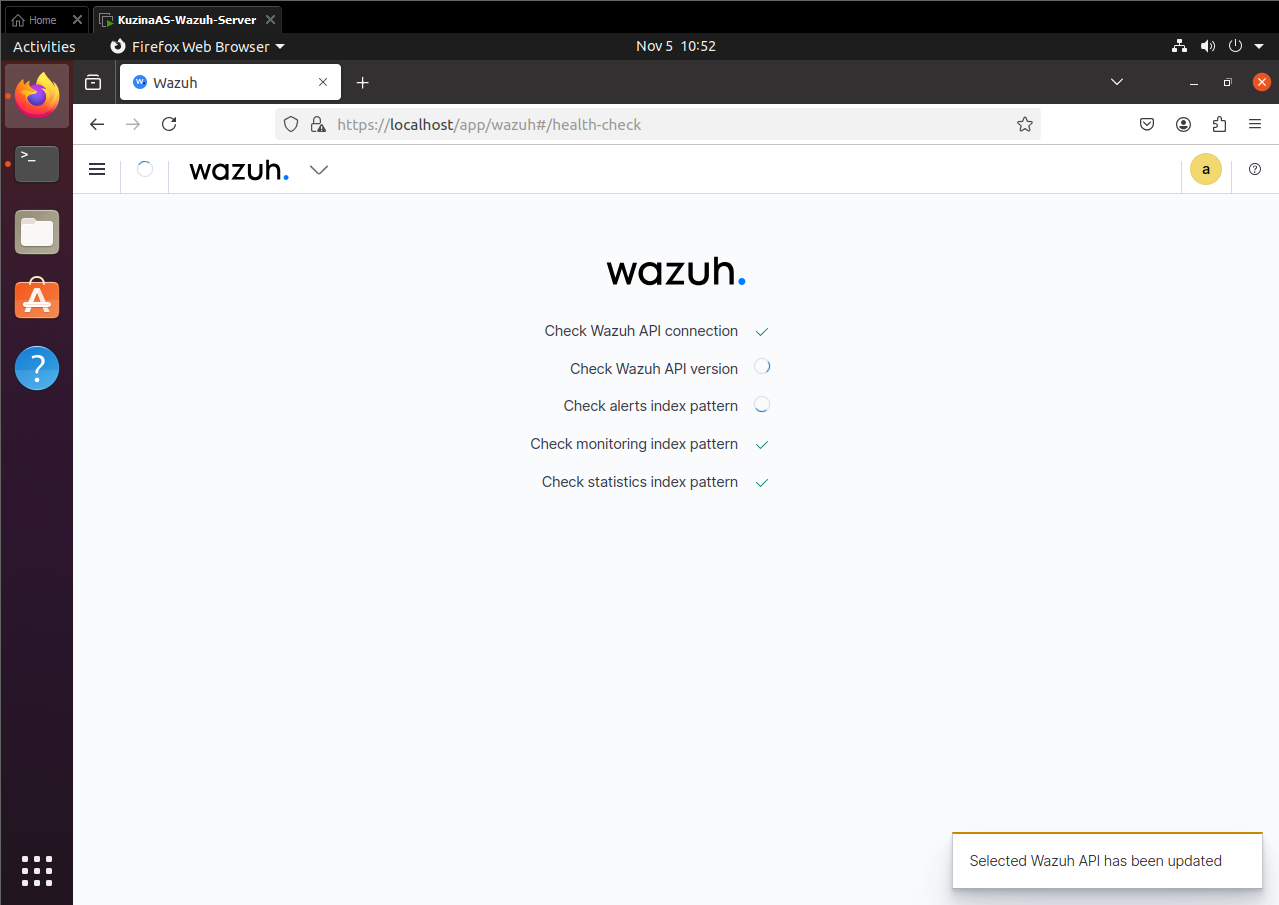 Home
KuzinaAS-Wazuh-Server
Activities
Firefox Web Browser
Nov 5 10:52
Wazuh
https://localhost/app/wazuh#/health-check
wazuh.
a
wazuh.
Check Wazuh API connection
Check Wazuh API version
Check alerts index pattern
Check monitoring index pattern
Check statistics index pattern
Selected Wazuh API has been updated